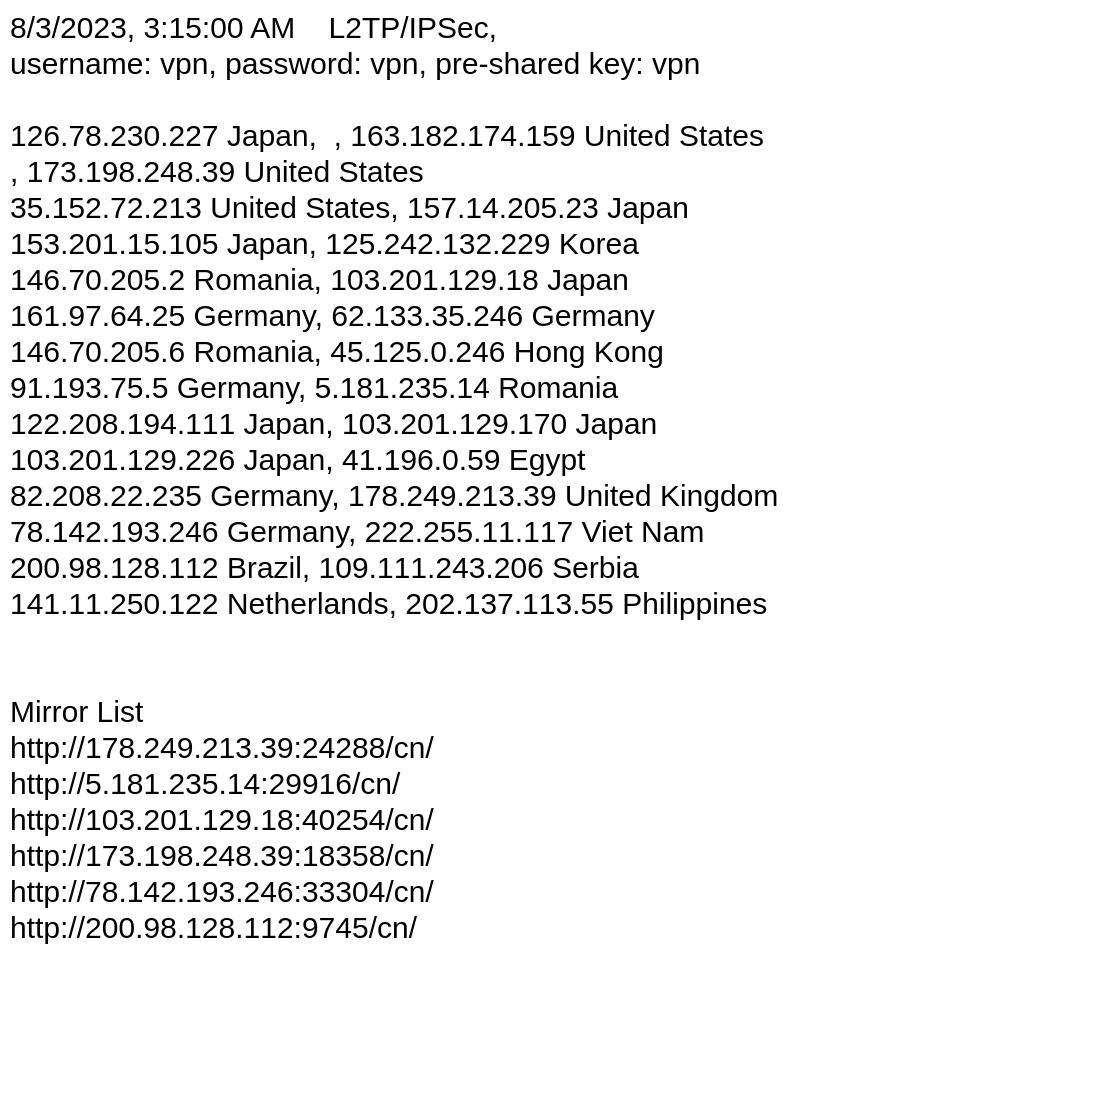 8/3/2023, 3:15:00 AM    L2TP/IPSec,
username: vpn, password: vpn, pre-shared key: vpn
126.78.230.227 Japan,  , 163.182.174.159 United States
, 173.198.248.39 United States
35.152.72.213 United States, 157.14.205.23 Japan
153.201.15.105 Japan, 125.242.132.229 Korea
146.70.205.2 Romania, 103.201.129.18 Japan
161.97.64.25 Germany, 62.133.35.246 Germany
146.70.205.6 Romania, 45.125.0.246 Hong Kong
91.193.75.5 Germany, 5.181.235.14 Romania
122.208.194.111 Japan, 103.201.129.170 Japan
103.201.129.226 Japan, 41.196.0.59 Egypt
82.208.22.235 Germany, 178.249.213.39 United Kingdom
78.142.193.246 Germany, 222.255.11.117 Viet Nam
200.98.128.112 Brazil, 109.111.243.206 Serbia
141.11.250.122 Netherlands, 202.137.113.55 Philippines
Mirror List
http://178.249.213.39:24288/cn/
http://5.181.235.14:29916/cn/
http://103.201.129.18:40254/cn/
http://173.198.248.39:18358/cn/
http://78.142.193.246:33304/cn/
http://200.98.128.112:9745/cn/